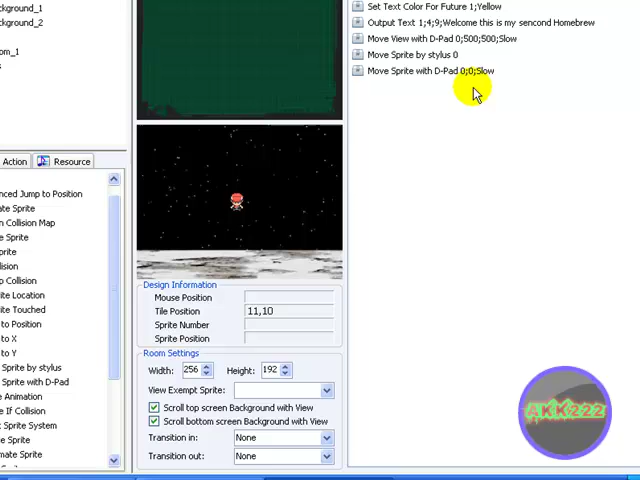 ckground_1
ckground_2
om_1
s
Action
Resource
nced Jump to Position
ate Sprite
n Collision Map
e Sprite
prite
ision
p Collision
ite Location
ite Touched
to Position
to X
to Y
Sprite by stylus
Sprite with D-Pad
e Animation
e If Collision
t Sprite System
e Sprite
mate Sprite
Set Text Color For Future 1;Yellow
Output Text 1;4;9;Welcome this is my sencond Homebrew
Move View with D-Pad 0;500;500;Slow
Move Sprite by stylus 0
Move Sprite with D-Pad 0;0;Slow
Design Information
Mouse Position
Tile Position 11,10
Sprite Number
Sprite Position
Room Settings
Width: 256 Height: 192
View Exempt Sprite:
Scroll top screen Background with View
Scroll bottom screen Background with View
Transition in: None
Transition out: None
AKK222